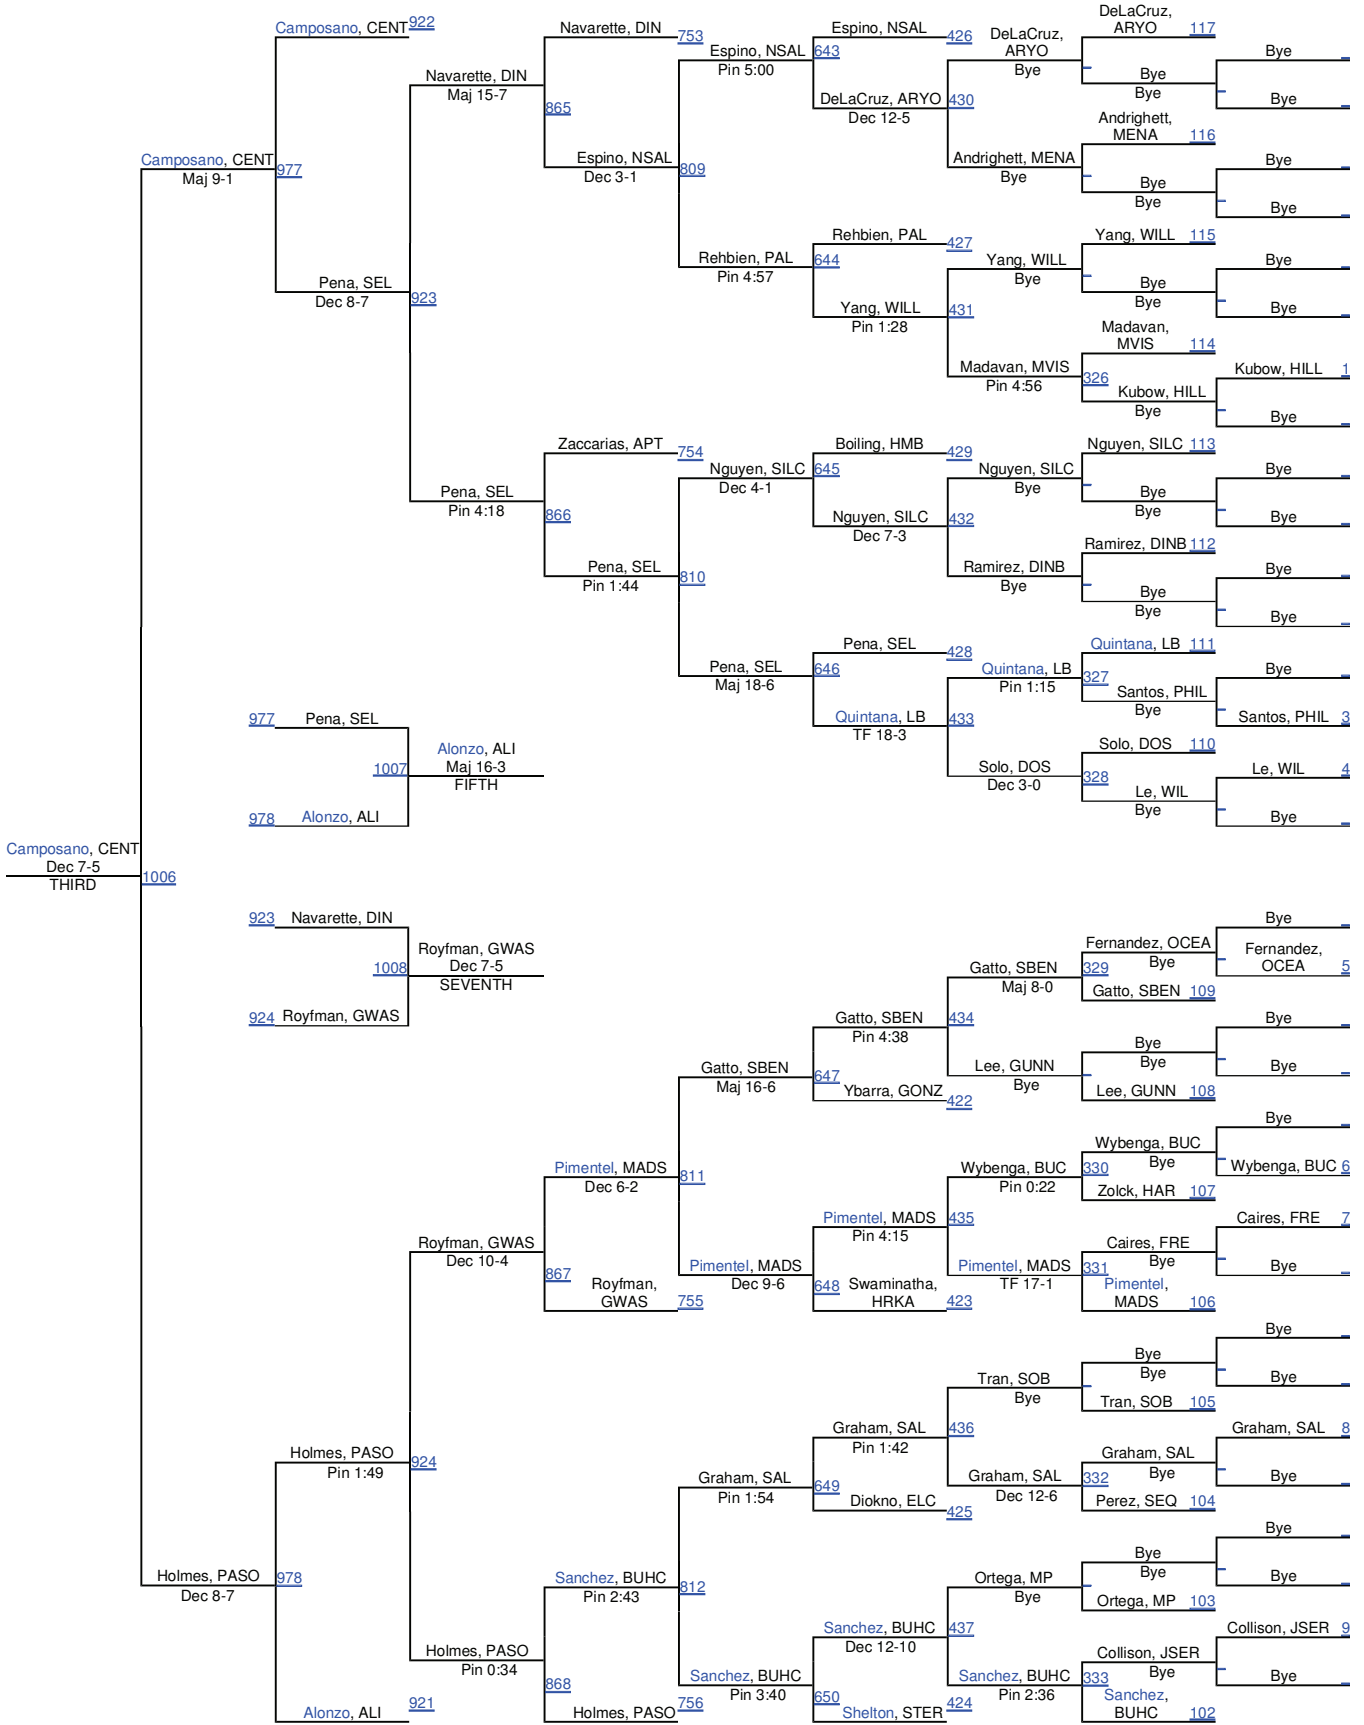 Camposano, CENT 922
Camposano, CENT
Maj 9-1
977
Navarette, DIN
Maj 15-7
Pena, SEL
Dec 8-7
923
Navarette, DIN 753
865
Espino, NSAL
Dec 3-1
Espino, NSAL
Pin 5:00
809
Rehbien, PAL
Pin 4:57
Espino, NSAL 426
643
DeLaCruz, ARYO 430
Dec 12-5
DeLaCruz,
ARYO
Bye
Andrighett, MENA
Bye
DeLaCruz,
ARYO 117
Bye
Bye
Andrighett,
MENA 116
Bye
Bye
Bye
Bye
Bye
Bye
Rehbien, PAL 427
644
Yang, WILL 431
Pin 1:28
Yang, WILL
Bye
Madavan, MVIS
Pin 4:56
Yang, WILL 115
Bye
Bye
Madavan,
MVIS 114
326
Kubow, HILL
Bye
Bye
Bye
Kubow, HILL 1
Bye
Pena, SEL
Pin 4:18
Zaccarias, APT 754
866
Pena, SEL
Pin 1:44
Nguyen, SILC
Dec 4-1
810
Pena, SEL
Maj 18-6
Boiling, HMB 429
645
Nguyen, SILC 432
Dec 7-3
Nguyen, SILC
Bye
Ramirez, DINB
Bye
Nguyen, SILC 113
Bye
Bye
Ramirez, DINB 112
Bye
Bye
Bye
Bye
Bye
Bye
Pena, SEL 428
646
Quintana, LB 433
TF 18-3
Quintana, LB
Pin 1:15
Solo, DOS
Dec 3-0
Quintana, LB 111
327
Santos, PHIL
Bye
Solo, DOS 110
328
Le, WIL
Bye
Bye
Santos, PHIL 3
Le, WIL 4
Bye
977 Pena, SEL
1007
Alonzo, ALI
Maj 16-3
FIFTH
978 Alonzo, ALI
Camposano, CENT
Dec 7-5
THIRD
1006
923 Navarette, DIN
1008
Royfman, GWAS
Dec 7-5
SEVENTH
924 Royfman, GWAS
Holmes, PASO
Dec 8-7
978
Holmes, PASO
Pin 1:49
924
Alonzo, ALI 921
Royfman, GWAS
Dec 10-4
Pimentel, MADS
Dec 6-2
867
Royfman,
GWAS 755
Gatto, SBEN
Maj 16-6
811
Pimentel, MADS
Dec 9-6
Gatto, SBEN
Pin 4:38
434
647
Ybarra, GONZ 422
Gatto, SBEN
Maj 8-0
Lee, GUNN
Bye
Fernandez, OCEA
Bye
329
Gatto, SBEN 109
Bye
Bye
Lee, GUNN 108
Bye
Fernandez,
OCEA 5
Bye
Bye
Pimentel, MADS 435
Pin 4:15
648
Swaminatha,
HRKA 423
Wybenga, BUC
Pin 0:22
Pimentel, MADS
TF 17-1
Wybenga, BUC
Bye
330
Zolck, HAR 107
Caires, FRE
Bye
331
Pimentel,
MADS 106
Bye
Wybenga, BUC 6
Caires, FRE 7
Bye
Holmes, PASO
Pin 0:34
Sanchez, BUHC
Pin 2:43
868
Holmes, PASO 756
Graham, SAL
Pin 1:54
812
Sanchez, BUHC
Pin 3:40
Graham, SAL 436
Pin 1:42
649
Diokno, ELC 425
Tran, SOB
Bye
Graham, SAL
Dec 12-6
Bye
Bye
Tran, SOB 105
Graham, SAL
Bye
332
Perez, SEQ 104
Bye
Bye
Graham, SAL 8
Bye
Sanchez, BUHC 437
Dec 12-10
650
Shelton, STER 424
Ortega, MP
Bye
Sanchez, BUHC
Pin 2:36
Bye
Bye
Ortega, MP 103
Collison, JSER
Bye
333
Sanchez,
BUHC 102
Bye
Bye
Collison, JSER 9
Bye